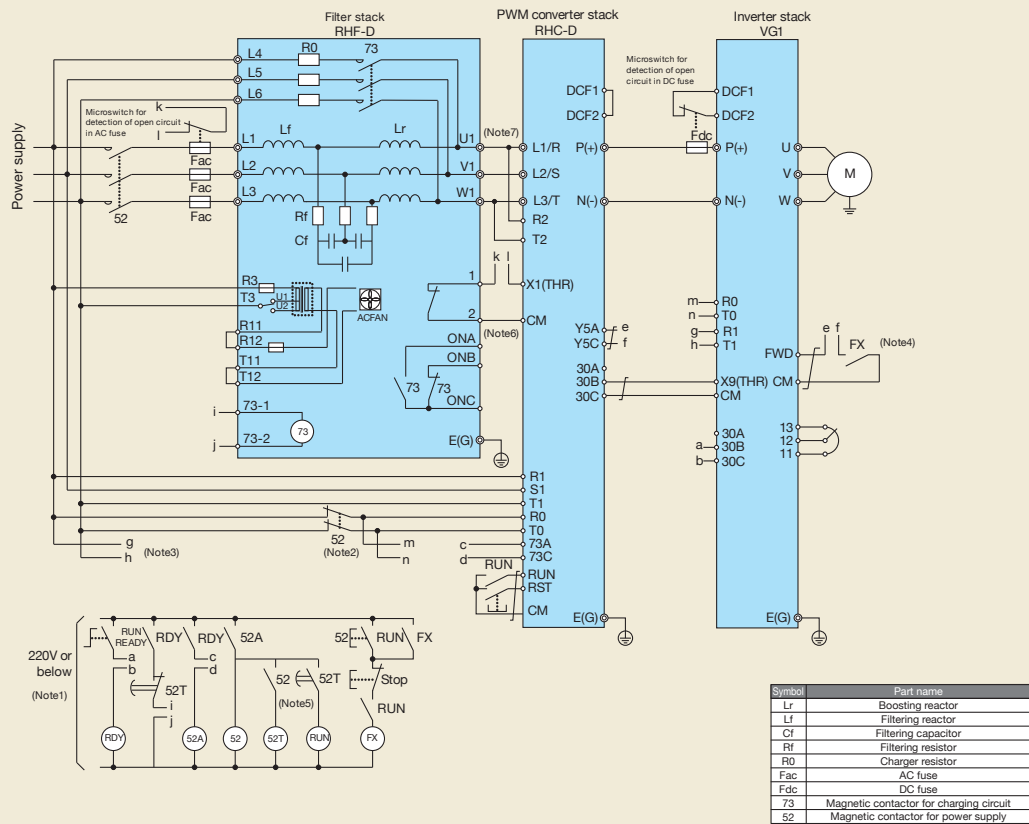 Filter stack
RHF-D
PWM converter stack
RHC-D
Inverter stack
VG1
Power supply
L4
R0
73
L5
L6
Microswitch for
detection of open circuit
in AC fuse
k
l
L1
Fac
L2
L3
Fac
52
Lf
Lr
U1
V1
W1
(Note7)
Rf
Cf
R3
T3
U1
U2
ACFAN
R11
R12
T11
T12
1
2
(Note6)
ONA
ONB
ONC
73
73
i
73-1
73
j
73-2
E(G)
k
l
L1/R
L2/S
L3/T
R2
T2
X1(THR)
CM
DCF1
DCF2
P(+)
N(-)
Y5A
e
Y5C
f
30A
30B
30C
R1
S1
T1
R0
T0
c
73A
d
73C
RUN
RUN
RST
CM
E(G)
g
h
(Note3)
52
(Note2)
m
n
Microswitch for
detection of open
circuit in DC fuse
DCF1
DCF2
Fdc
P(+)
N(-)
U
V
W
M
m
R0
n
T0
g
R1
h
T1
FWD
e
f
FX
(Note4)
X9(THR)
CM
CM
30A
a
30B
b
30C
13
12
11
E(G)
220V or
below
(Note1)
RUN
READY
a
b
RDY
RDY
52T
i
j
RDY
c
d
52A
52A
52
52
(Note5)
52T
52T
RUN
52
RUN
FX
Stop
RUN
FX
Symbol Part name
Lr Boosting reactor
Lf Filtering reactor
Cf Filtering capacitor
Rf Filtering resistor
R0 Charger resistor
Fac AC fuse
Fdc DC fuse
73 Magnetic contactor for charging circuit
52 Magnetic contactor for power supply